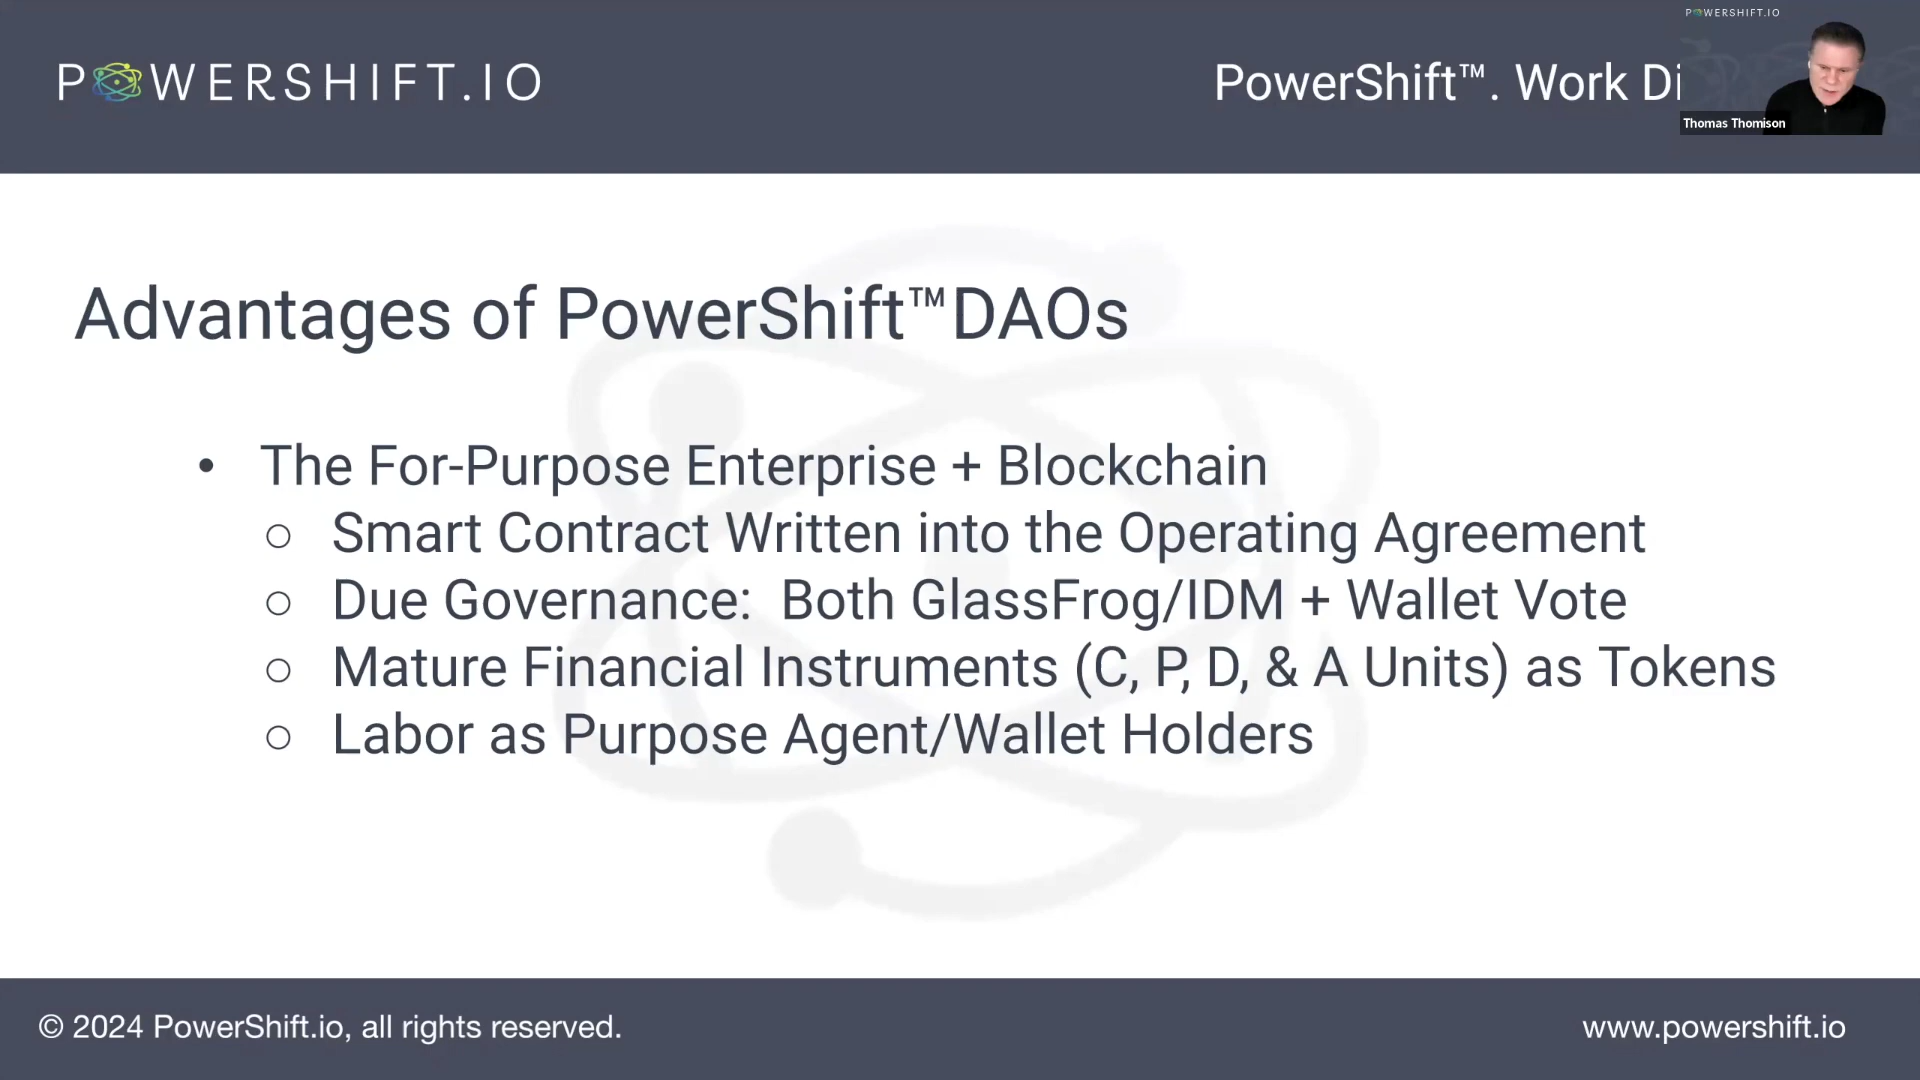 POWERSHIFT.IO
PowerShift™. Work Di
POWERSHIFT.IO
Thomas Thomison
Advantages of PowerShift™DAOs
• The For-Purpose Enterprise + Blockchain
○ Smart Contract Written into the Operating Agreement
○ Due Governance: Both GlassFrog/IDM + Wallet Vote
○ Mature Financial Instruments (C, P, D, & A Units) as Tokens
○ Labor as Purpose Agent/Wallet Holders
© 2024 PowerShift.io, all rights reserved.
www.powershift.io